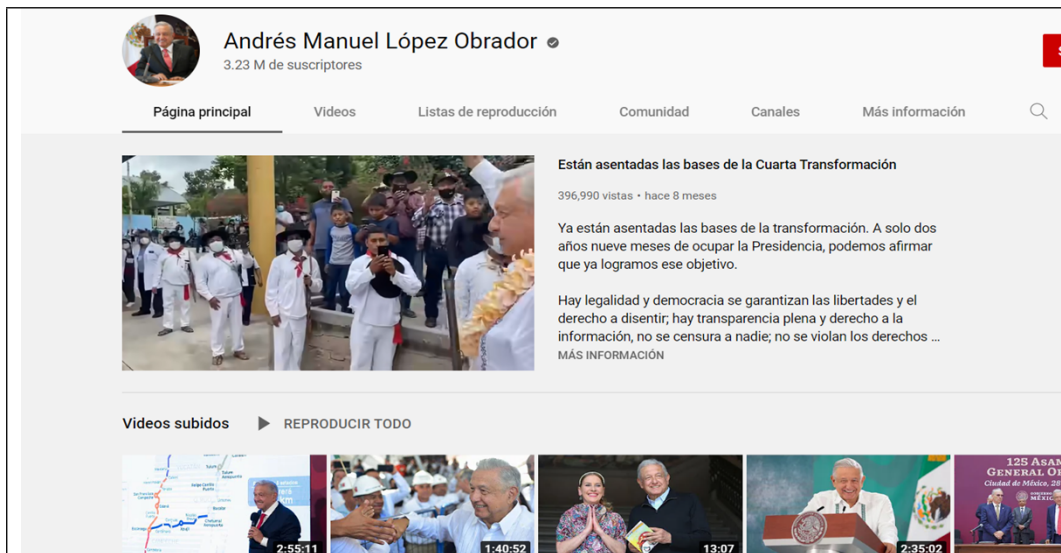 Andrés Manuel López Obrador
3.23 M de suscriptores
S
Página principal
Videos
Listas de reproducción
Comunidad
Canales
Más información
Están asentadas las bases de la Cuarta Transformación
396,990 vistas • hace 8 meses
Ya están asentadas las bases de la transformación. A solo dos
años nueve meses de ocupar la Presidencia, podemos afirmar
que ya logramos ese objetivo.
Hay legalidad y democracia se garantizan las libertades y el
derecho a disentir; hay transparencia plena y derecho a la
información, no se censura a nadie; no se violan los derechos ...
MÁS INFORMACIÓN
Videos subidos
REPRODUCIR TODO
2:55:11
1:40:52
13:07
2:35:02
125 ASAN
GENERAL OR
Ciudad de México, 28